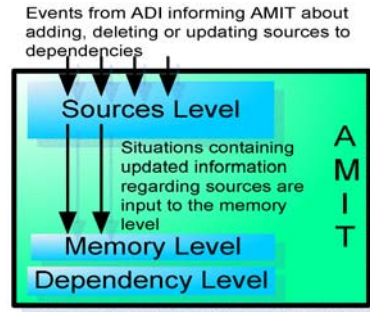 Events from ADI informing AMIT about
adding, deleting or updating sources to
dependencies
Sources Level
Situations containing
updated information
regarding sources are
input to the memory
level
Memory Level
Dependency Level
A
M
I
T